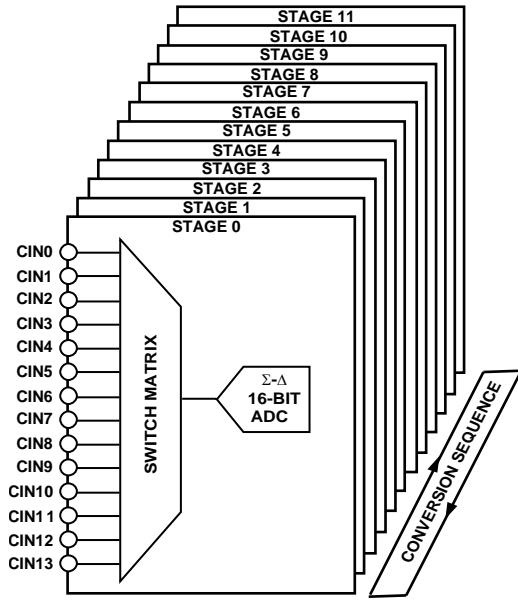 STAGE 11
STAGE 10
STAGE 9
STAGE 8
STAGE 7
STAGE 6
STAGE 5
STAGE 4
STAGE 3
STAGE 2
STAGE 1
STAGE 0
CIN0
CIN1
CIN2
CIN3
CIN4
CIN5
CIN6
CIN7
CIN8
CIN9
CIN10
CIN11
CIN12
CIN13
SWITCH MATRIX
Σ-Δ
16-BIT
ADC
CONVERSION SEQUENCE